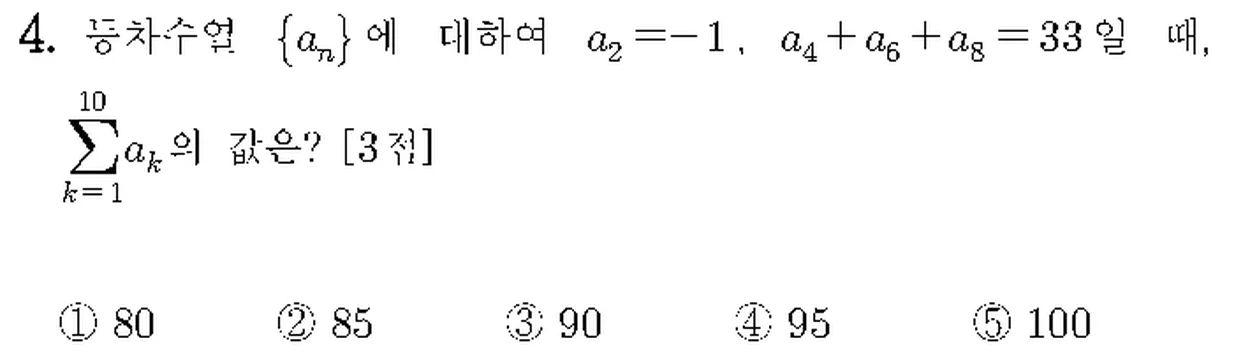 4. 등차수열 {aₙ}에 대하여 a₂=-1, a₄+a₆+a₈=33일 때,
10
∑aₖ의 값은? [3점]
k=1
① 80 ② 85 ③ 90 ④ 95 ⑤ 100